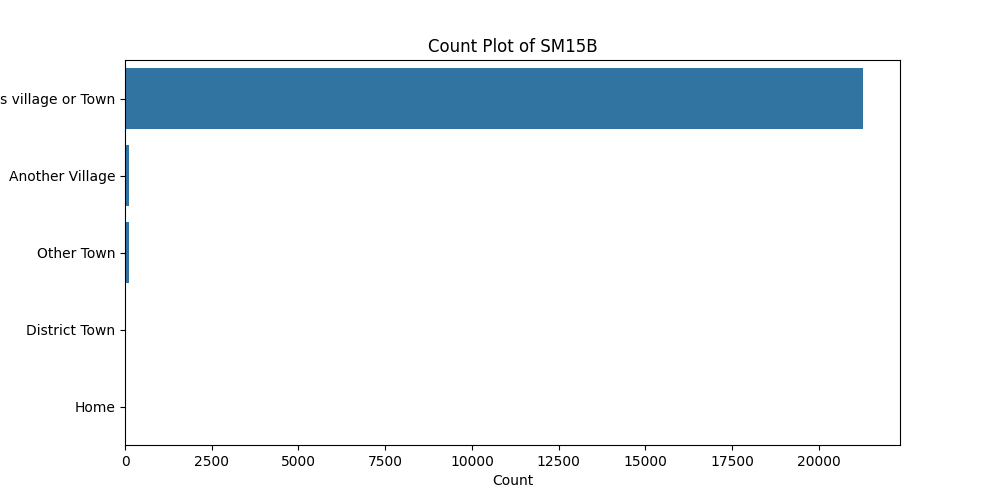 Count Plot of SM15B
s village or Town
Another Village
Other Town
District Town
Home
0 2500 5000 7500 10000 12500 15000 17500 20000
Count